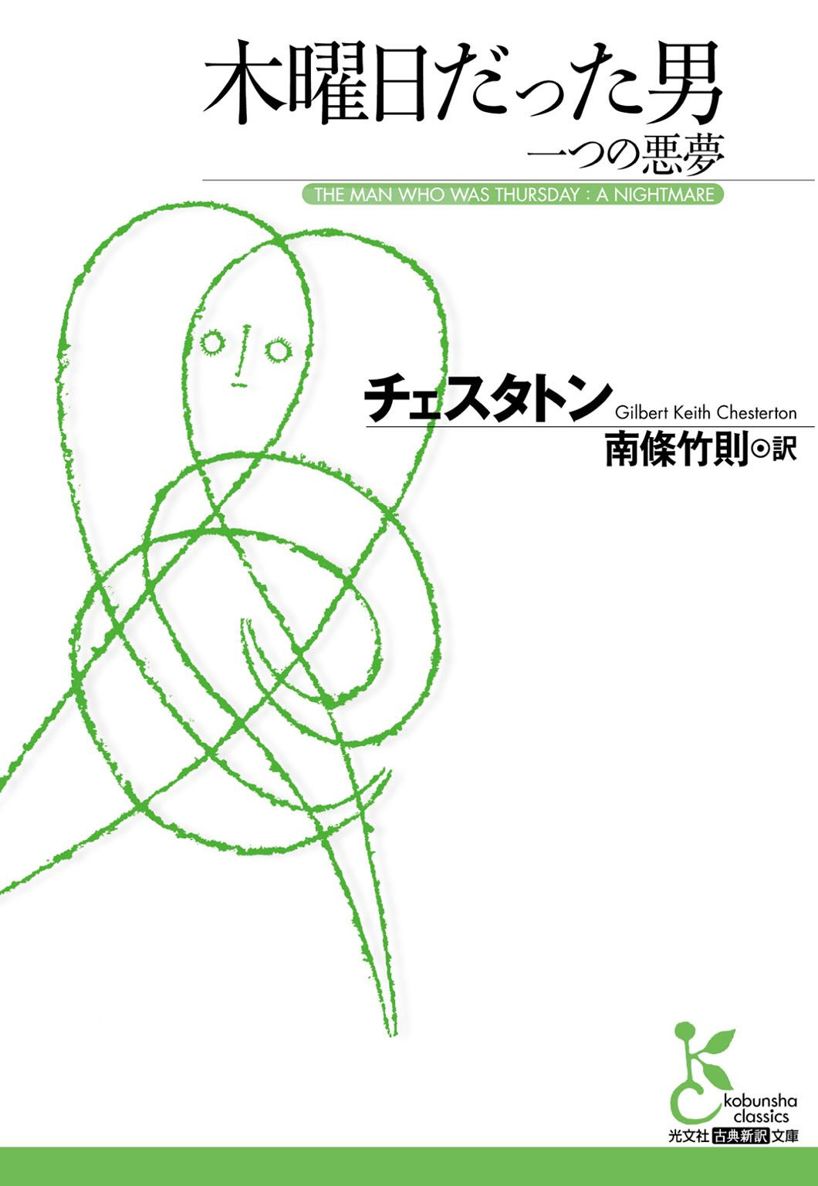 木曜日だった男
一つの悪夢
THE MAN WHO WAS THURSDAY : A NIGHTMARE
チェスタトン Gilbert Keith Chesterton
南條竹則◎訳
kobunsha
classics
光文社古典新訳文庫